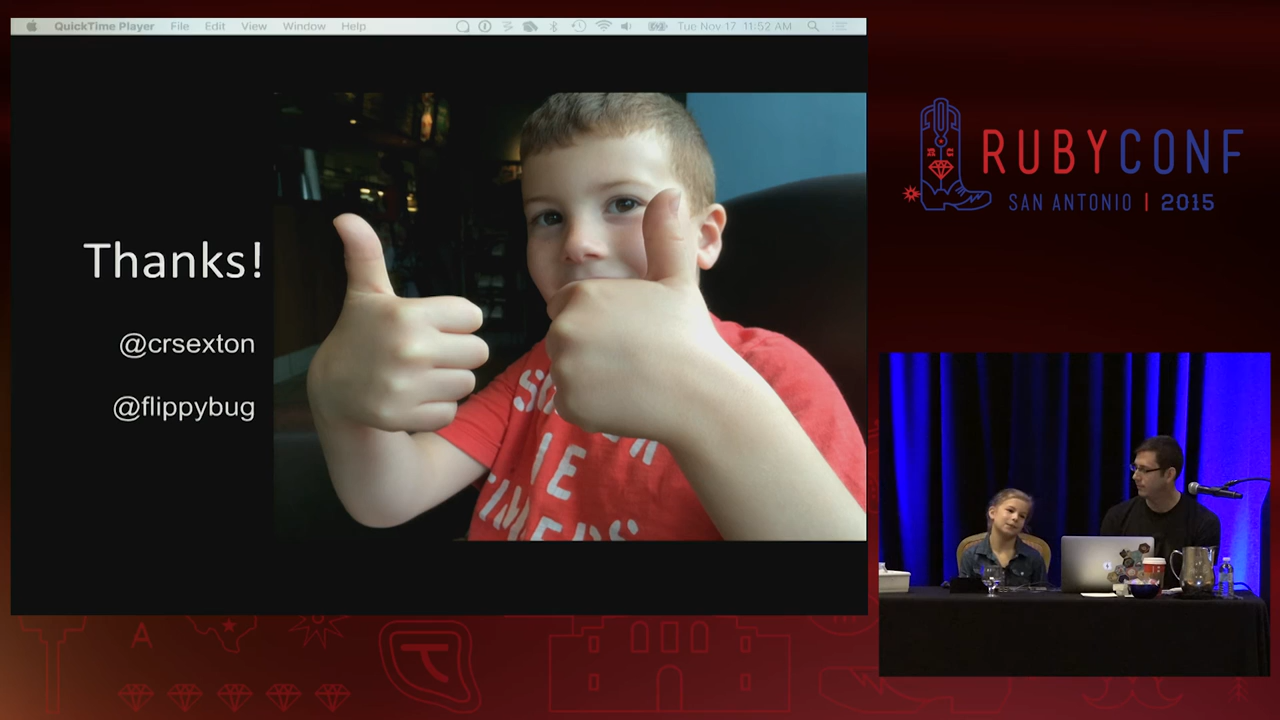 QuickTime Player File Edit View Window Help Tue Nov 17 11:52 AM
Thanks!
@crsexton
@flippybug
RUBYCONF
SAN ANTONIO | 2015